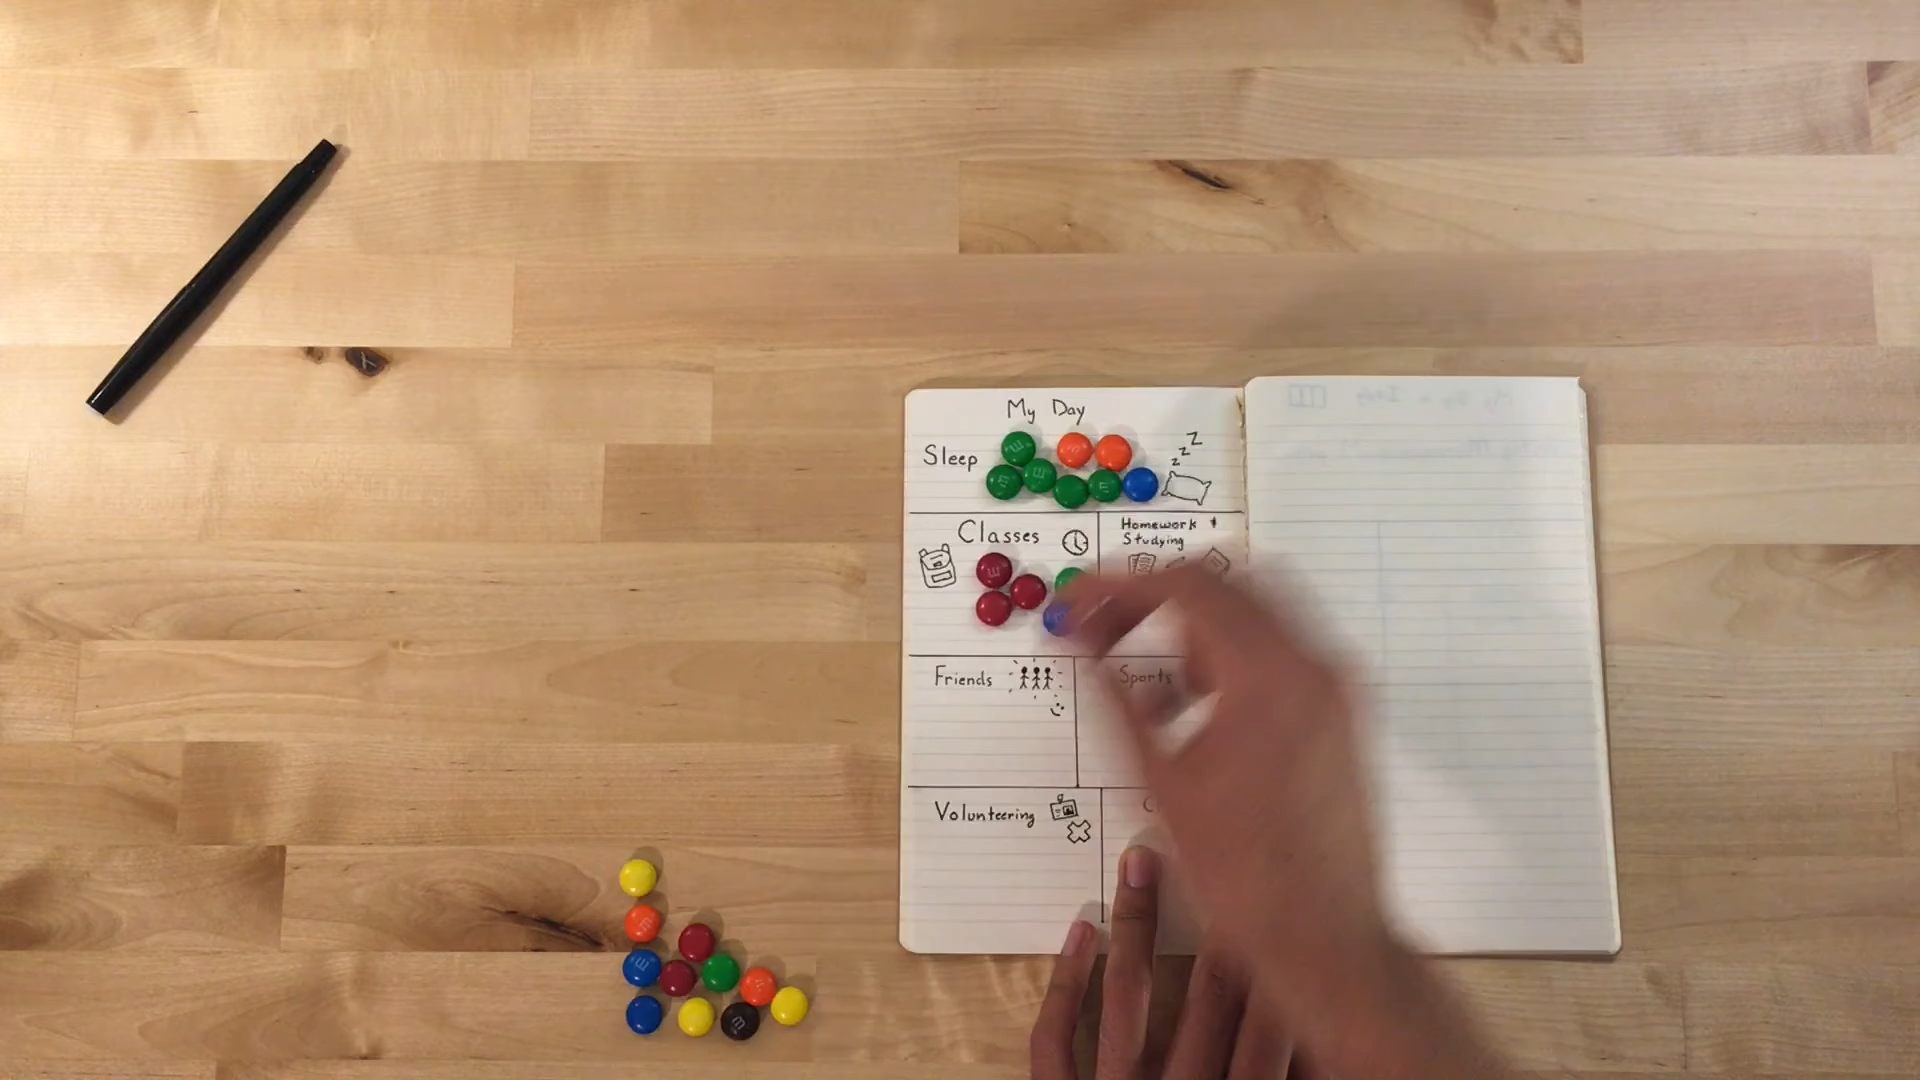 My Day
Sleep
z z Z
Classes
Homework +
Studying
Friends
Sports
Volunteering